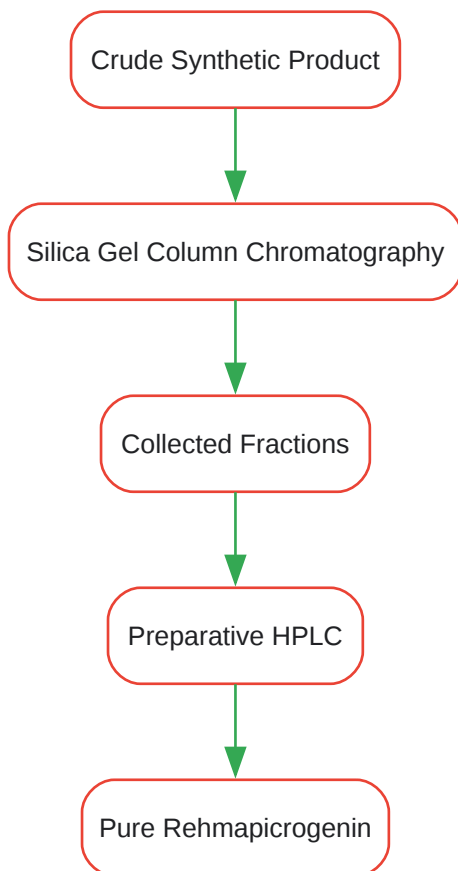 Crude Synthetic Product
Silica Gel Column Chromatography
Collected Fractions
Preparative HPLC
Pure Rehmapicrogenin